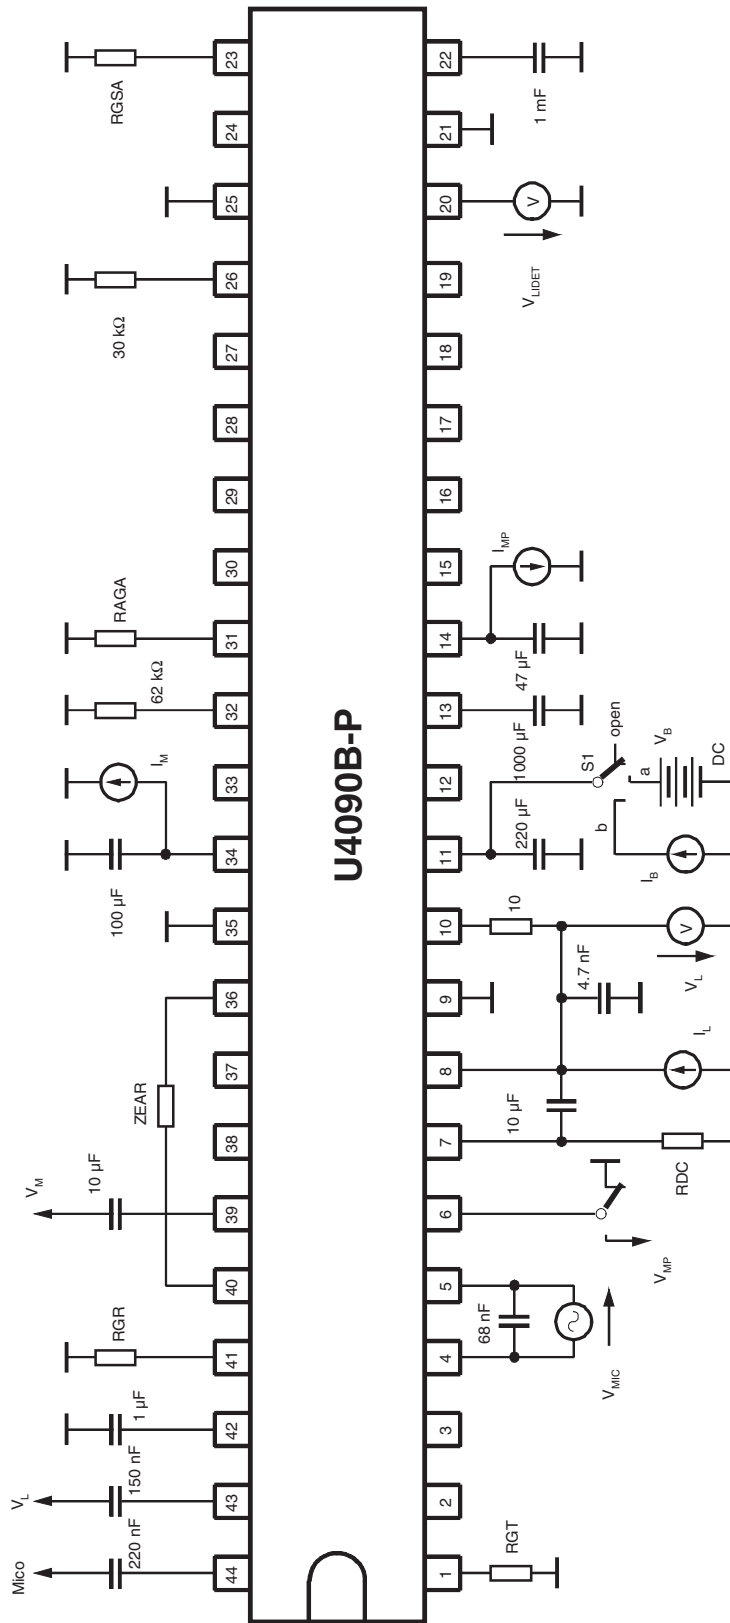 23
22
RGSA
1 mF
24
21
25
20
V
V_LIDET
26
19
30 kΩ
27
18
28
17
29
16
30
15
I_MP
RAGA
31
14
47 µF
62 kΩ
32
13
1000 µF
open
S1
I_M
33
12
a
V_B
DC
220 µF
b
34
11
100 µF
I_B
35
10
10
V
V_L
4.7 nF
36
9
I_L
37
8
ZEAR
10 µF
38
7
RDC
10 µF
V_M
39
6
V_MP
40
5
68 nF
RGR
41
4
V_MIC
1 µF
42
3
150 nF
V_L
43
2
220 nF
Mico
44
1
RGT
U4090B-P